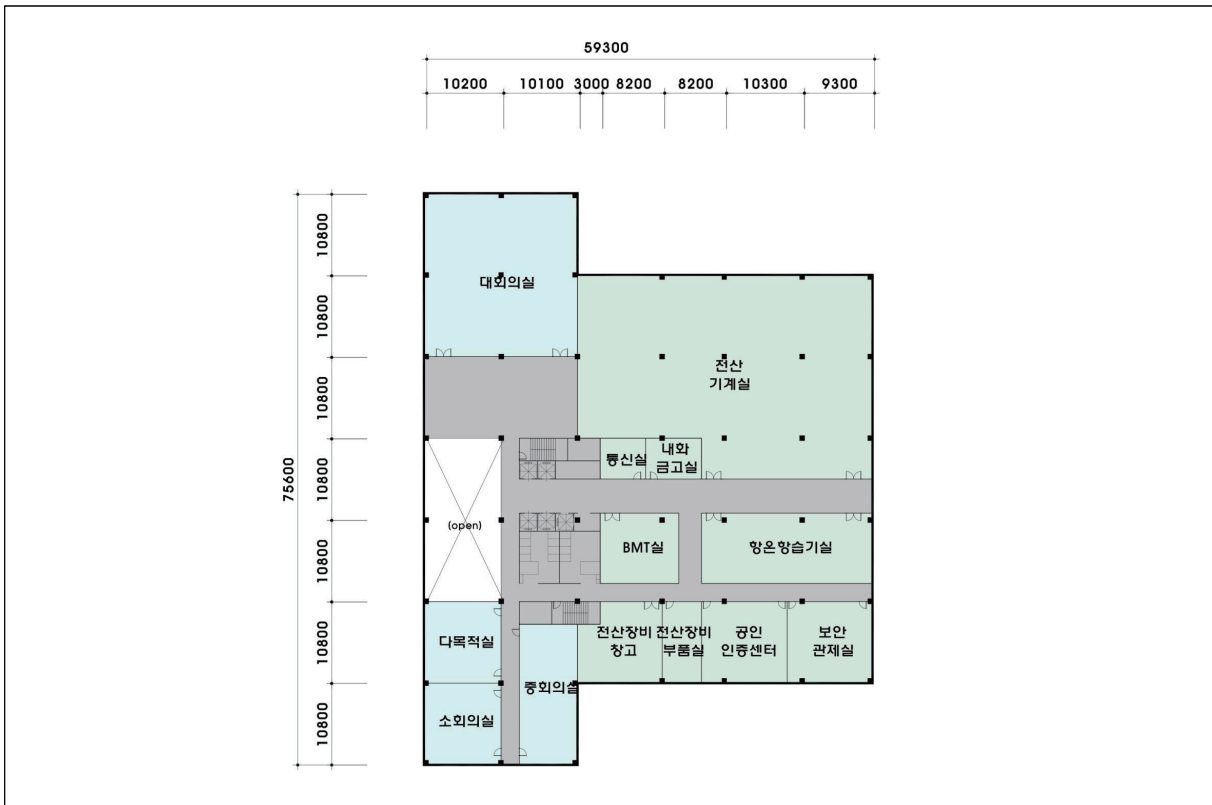 59300
10200 10100 3000 8200 8200 10300 9300
75600
10800
10800
10800
10800
10800
10800
10800
대회의실
전산
기계실
통신실
내화
금고실
(open)
BMT실
항온항습기실
다목적실
전산장비
창고
전산장비
부품실
공인
인증센터
보안
관제실
중회의실
소회의실